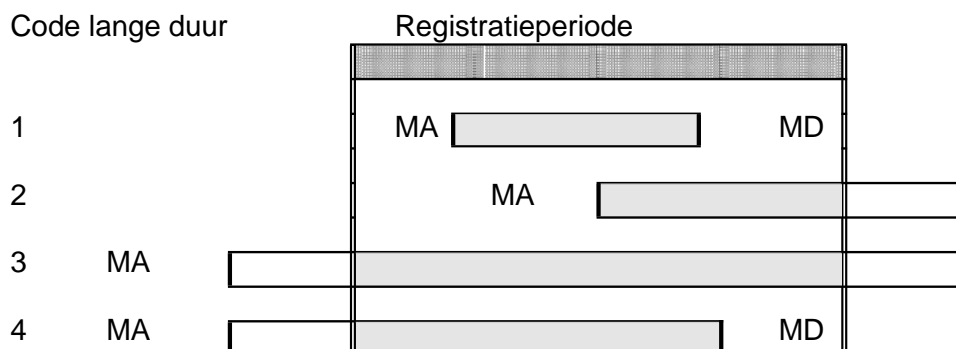 Code lange duur Registratieperiode
1 MA MD
2 MA
3 MA
4 MA MD